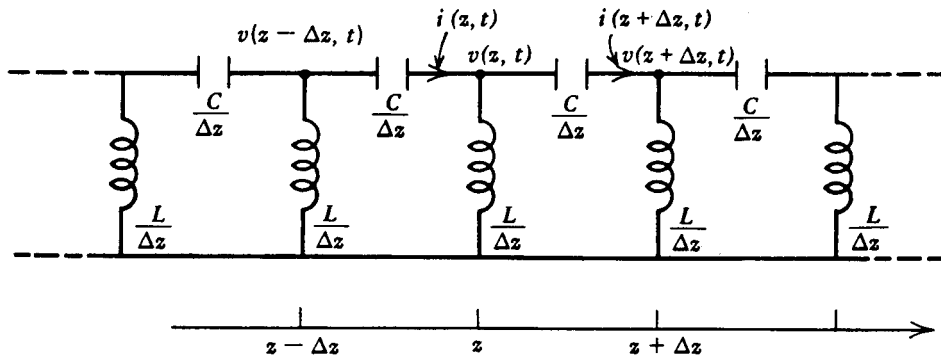 i(z, t)
i(z + Δz, t)
v(z − Δz, t)
v(z, t)
v(z + Δz, t)
C/Δz
C/Δz
C/Δz
C/Δz
L/Δz
L/Δz
L/Δz
L/Δz
L/Δz
z − Δz
z
z + Δz